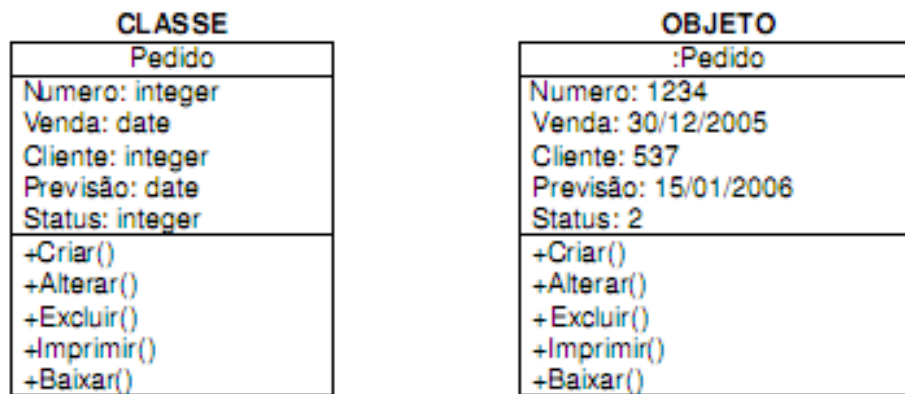 CLASSE
Pedido
Numero: integer
Venda: date
Cliente: integer
Previsão: date
Status: integer
+Criar()
+Alterar()
+Excluir()
+Imprimir()
+Baixar()
OBJETO
:Pedido
Numero: 1234
Venda: 30/12/2005
Cliente: 537
Previsão: 15/01/2006
Status: 2
+Criar()
+Alterar()
+Excluir()
+Imprimir()
+Baixar()